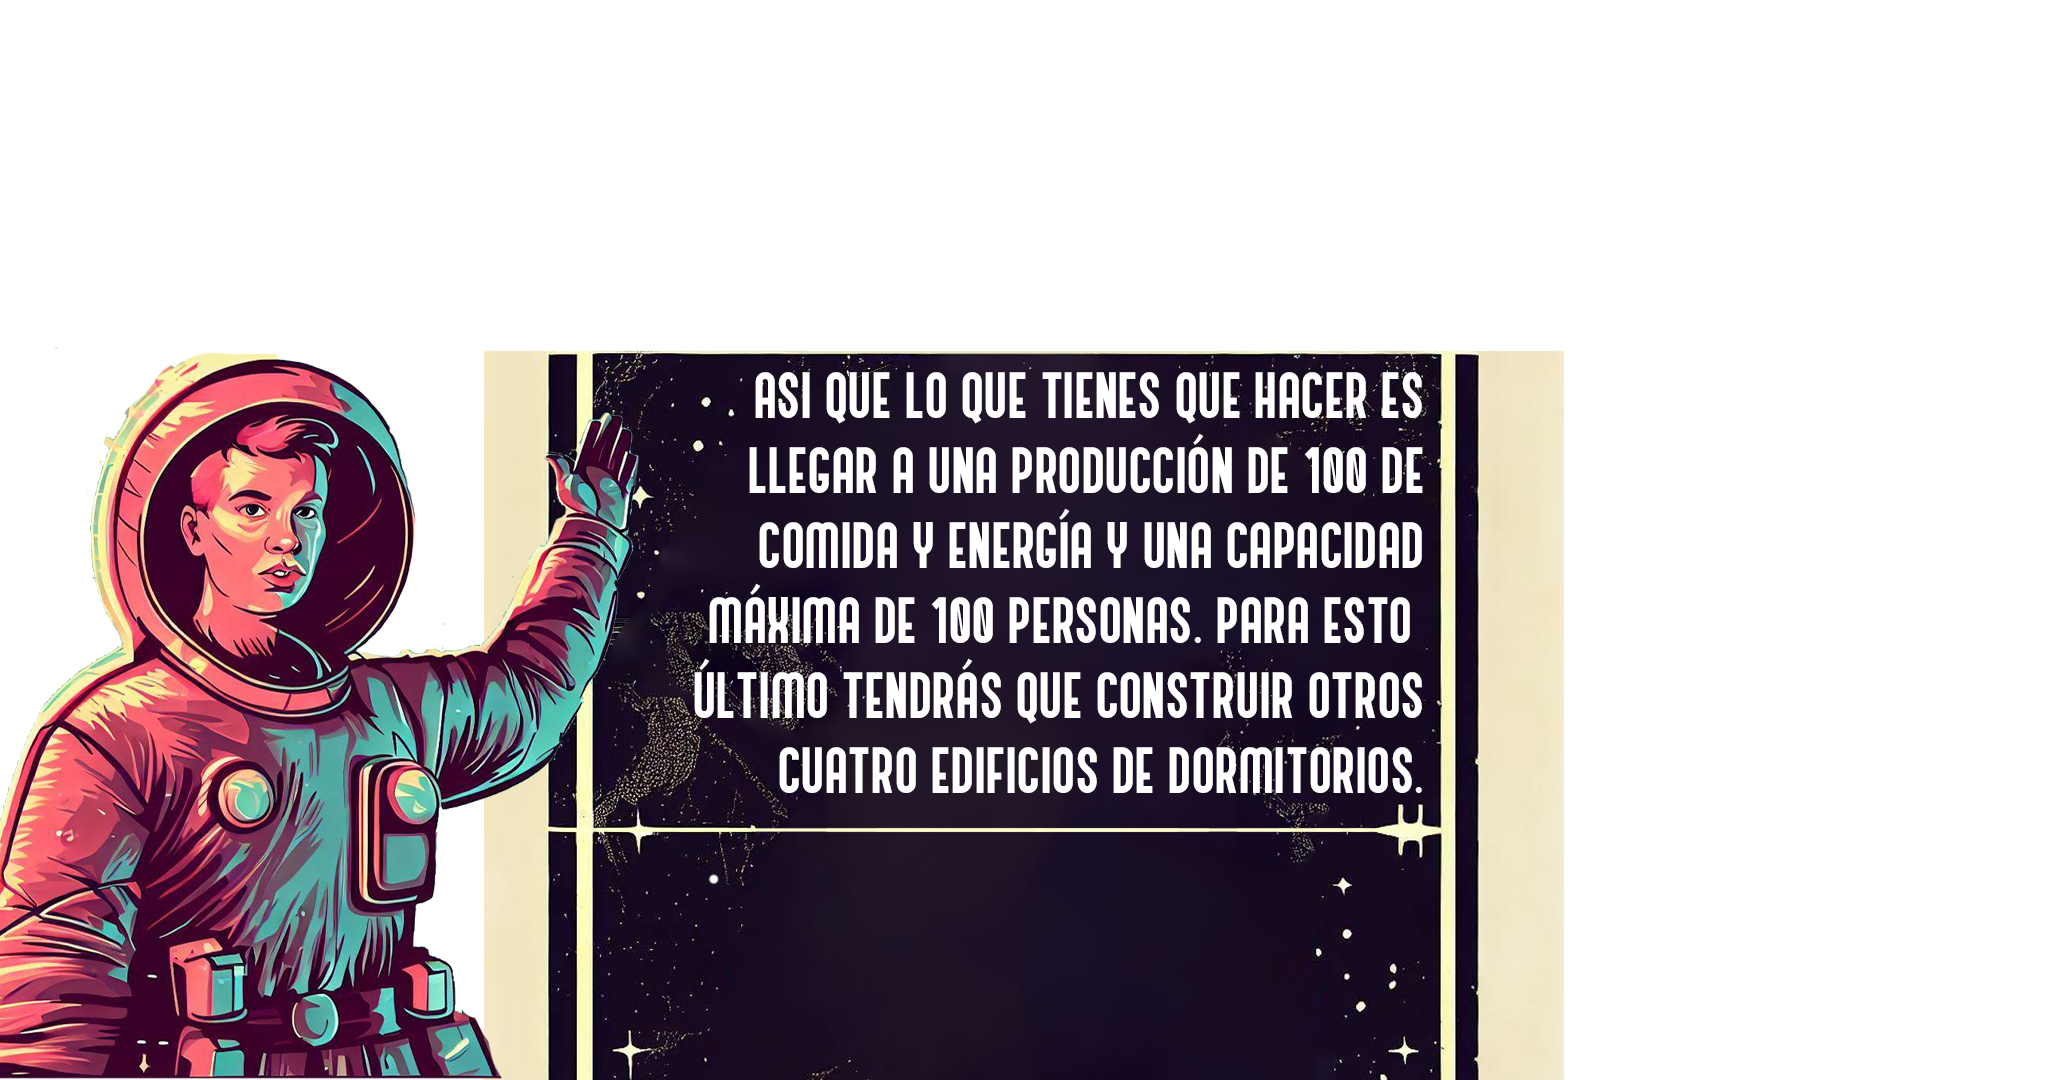 ASI QUE LO QUE TIENES QUE HACER ES
LLEGAR A UNA PRODUCCIÓN DE 100 DE
COMIDA Y ENERGÍA Y UNA CAPACIDAD
MÁXIMA DE 100 PERSONAS. PARA ESTO
ÚLTIMO TENDRÁS QUE CONSTRUIR OTROS
CUATRO EDIFICIOS DE DORMITORIOS.